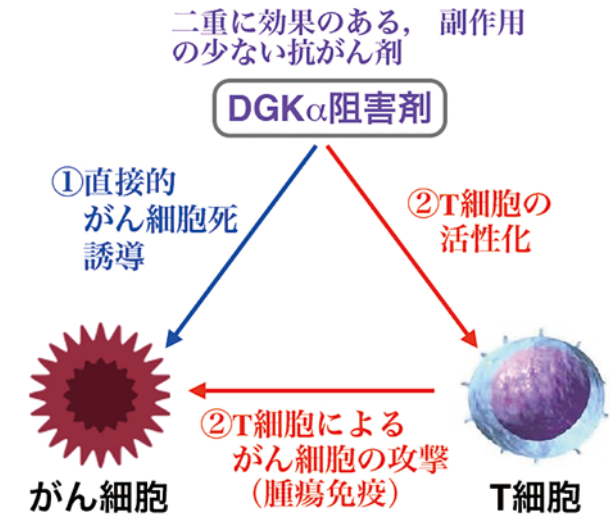 二重に効果のある， 副作用
の少ない抗がん剤
DGKα阻害剤
①直接的
がん細胞死
誘導
②T細胞の
活性化
②T細胞による
がん細胞の攻撃
（腫瘍免疫）
がん細胞
T細胞